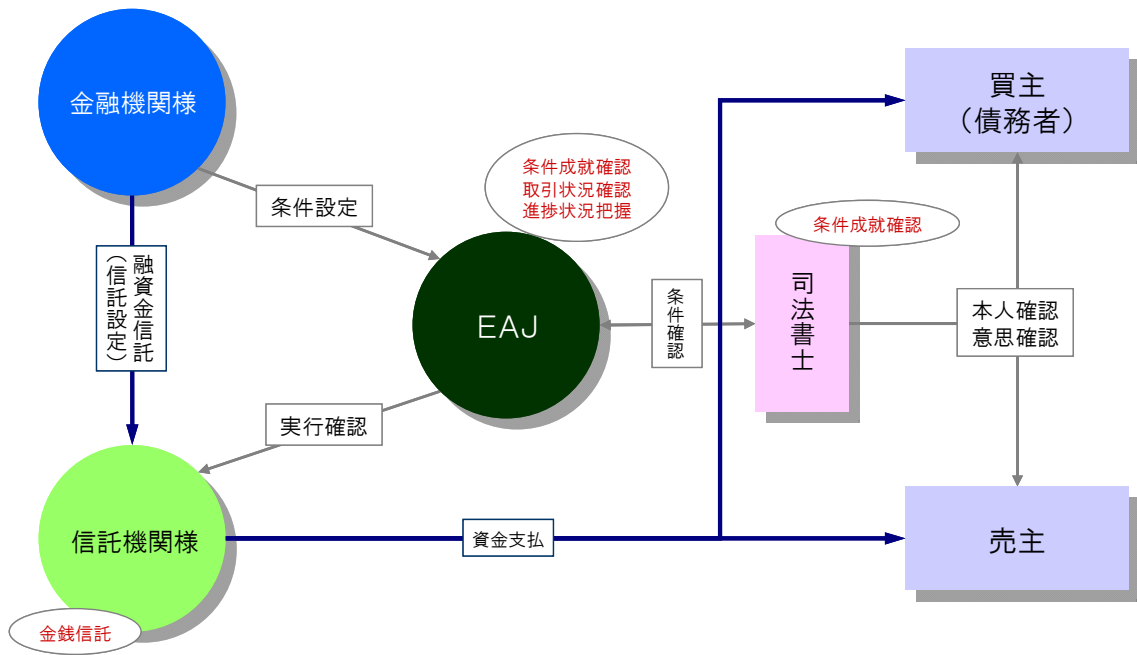 金融機関様
買主
（債務者）
条件成就確認
取引状況確認
進捗状況把握
条件設定
条件成就確認
融資金信託
（信託設定）
EAJ
条件確認
司法書士
本人確認
意思確認
実行確認
信託機関様
資金支払
売主
金銭信託